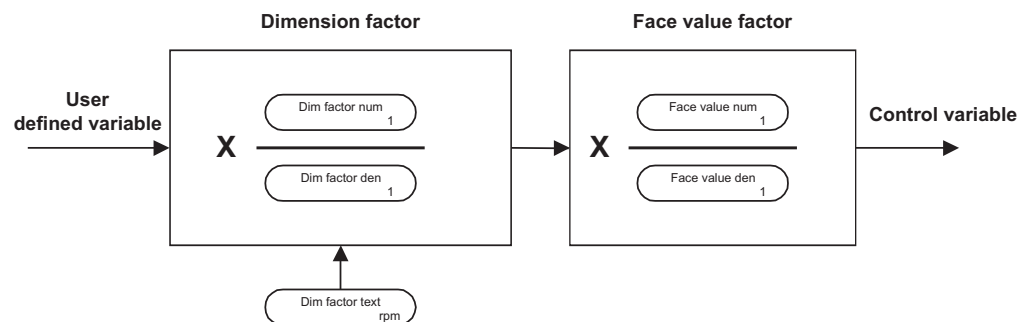 Dimension factor
Face value factor
User
defined variable
X
Dim factor num
1
Dim factor den
1
X
Face value num
1
Face value den
1
Control variable
Dim factor text
rpm